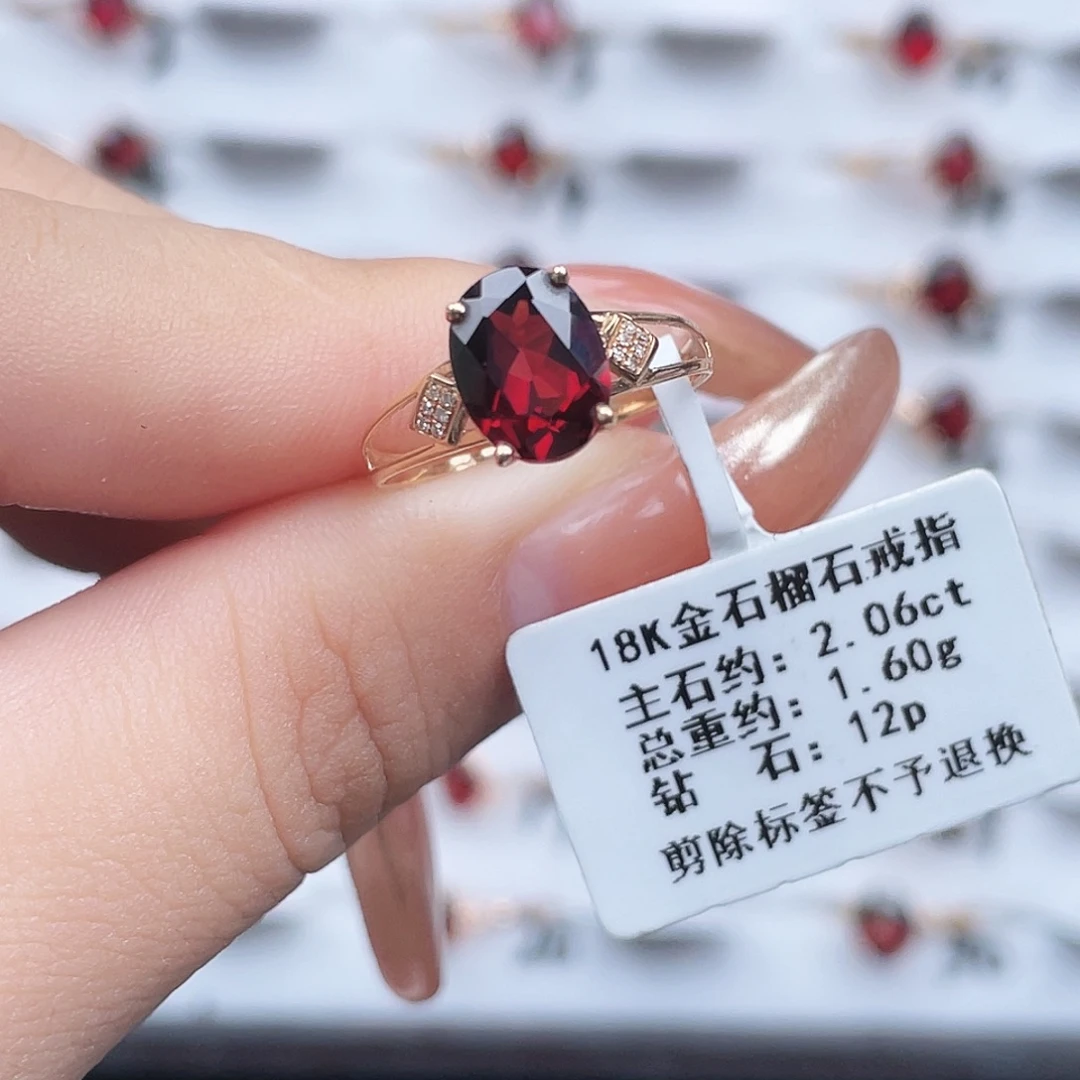 18K金石榴石戒指
主石约: 2.06ct
总重约: 1.60g
钻 石: 12p
剪除标签不予退换